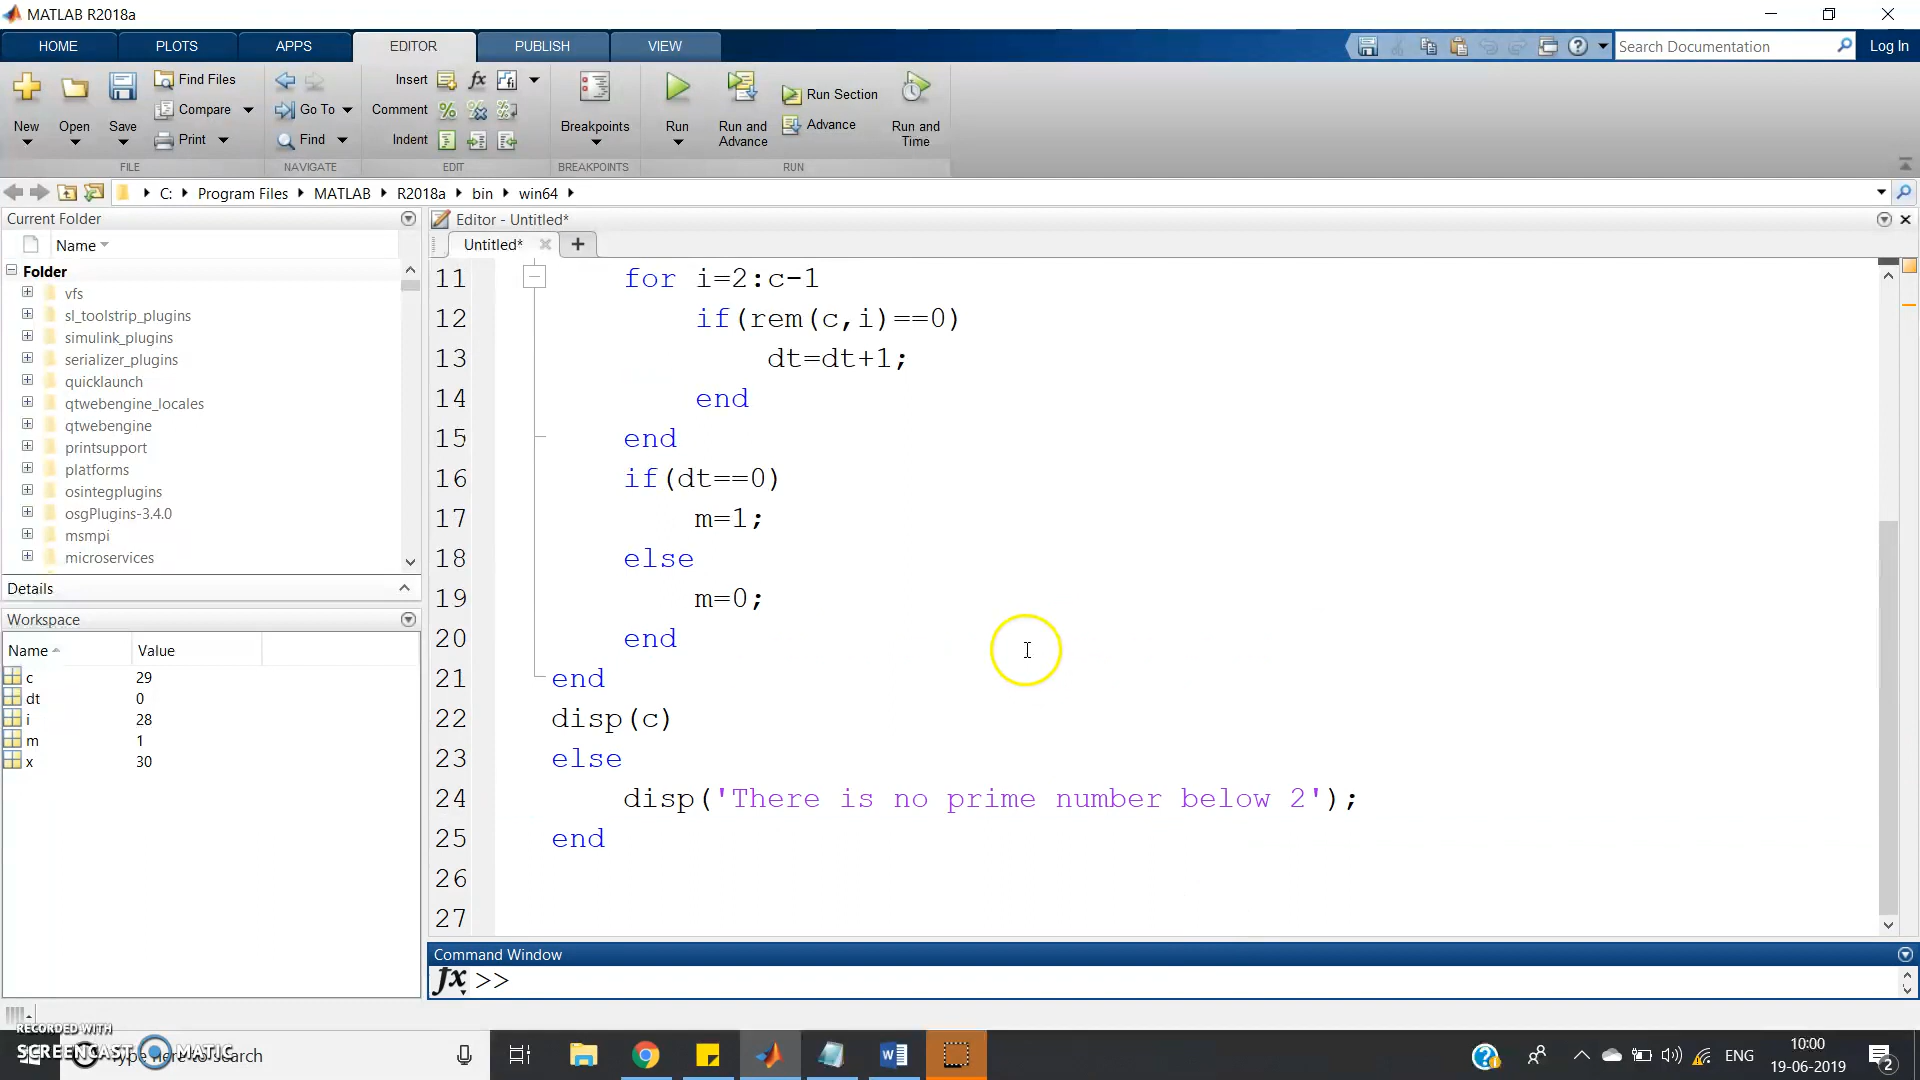 MATLAB R2018a
HOME PLOTS APPS EDITOR PUBLISH VIEW Search Documentation Log In
New Open Save Find Files Compare Print Go To Find Insert Comment Indent Breakpoints Run Run and Advance Run Section Advance Run and Time
FILE NAVIGATE EDIT BREAKPOINTS RUN
C: Program Files MATLAB R2018a bin win64
Current Folder
Name
Folder
vfs
sl_toolstrip_plugins
simulink_plugins
serializer_plugins
quicklaunch
qtwebengine_locales
qtwebengine
printsupport
platforms
osintegplugins
osgPlugins-3.4.0
msmpi
microservices
Details
Workspace
Name Value
c 29
dt 0
i 28
m 1
x 30
Editor - Untitled*
Untitled*
11 for i=2:c-1
12 if(rem(c,i)==0)
13 dt=dt+1;
14 end
15 end
16 if(dt==0)
17 m=1;
18 else
19 m=0;
20 end
21 end
22 disp(c)
23 else
24 disp('There is no prime number below 2');
25 end
26
27
Command Window
fx >>
RECORDED WITH
SCREENCAST MATIC
Type here to search
ENG
10:00
19-06-2019
2